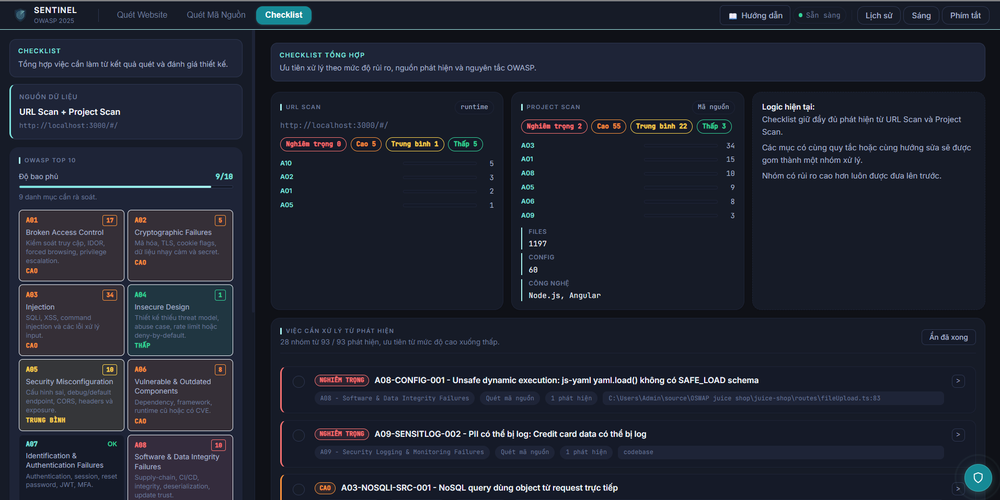 SENTINEL
OWASP 2025
Quét Website
Quét Mã Nguồn
Checklist
Hướng dẫn
Sẵn sàng
Lịch sử
Sáng
Phím tắt
CHECKLIST
Tổng hợp việc cần làm từ kết quả quét và đánh giá thiết kế.
NGUỒN DỮ LIỆU
URL Scan + Project Scan
http://localhost:3000/#/
OWASP TOP 10
Độ bao phủ 9/10
9 danh mục cần rà soát.
A01 17
Broken Access Control
Kiểm soát truy cập, IDOR,
forced browsing, privilege
escalation.
CAO
A02 5
Cryptographic Failures
Mã hóa, TLS, cookie flags,
dữ liệu nhạy cảm và secret.
CAO
A03 34
Injection
SQLi, XSS, command
injection và các lỗi xử lý
input.
CAO
A04 1
Insecure Design
Thiết kế thiếu threat model,
abuse case, rate limit hoặc
deny-by-default.
THẤP
A05 10
Security Misconfiguration
Cấu hình sai, debug/default
endpoint, CORS, headers và
exposure.
TRUNG BÌNH
A06 8
Vulnerable & Outdated
Components
Dependency, framework,
runtime cũ hoặc có CVE.
CAO
A07 OK
Identification &
Authentication Failures
Authentication, session, reset
password, JWT, MFA.
A08 10
Software & Data Integrity
Failures
Supply-chain, CI/CD,
integrity, deserialization,
update trust.
CHECKLIST TỔNG HỢP
Ưu tiên xử lý theo mức độ rủi ro, nguồn phát hiện và nguyên tắc OWASP.
URL SCAN runtime
http://localhost:3000/#/
Nghiêm trọng 0 Cao 5 Trung bình 1 Thấp 5
A10 5
A02 3
A01 2
A05 1
PROJECT SCAN Mã nguồn
Nghiêm trọng 2 Cao 55 Trung bình 22 Thấp 3
A03 34
A01 15
A08 10
A05 9
A06 8
A09 3
FILES
1197
CONFIG
60
CÔNG NGHỆ
Node.js, Angular
Logic hiện tại:
Checklist giữ đầy đủ phát hiện từ URL Scan và Project
Scan.
Các mục có cùng quy tắc hoặc cùng hướng sửa sẽ được
gom thành một nhóm xử lý.
Nhóm có rủi ro cao hơn luôn được đưa lên trước.
VIỆC CẦN XỬ LÝ TỪ PHÁT HIỆN
28 nhóm từ 93 / 93 phát hiện, ưu tiên từ mức độ cao xuống thấp.
Ẩn đã xong
NGHIÊM TRỌNG A08-CONFIG-001 - Unsafe dynamic execution: js-yaml yaml.load() không có SAFE_LOAD schema >
A08 - Software & Data Integrity Failures Quét mã nguồn 1 phát hiện C:\Users\Admin\source\OSWAP juice shop\juice-shop\routes\fileUpload.ts:83
NGHIÊM TRỌNG A09-SENSITLOG-002 - PII có thể bị log: Credit card data có thể bị log >
A09 - Security Logging & Monitoring Failures Quét mã nguồn 1 phát hiện codebase
CAO A03-NOSQLI-SRC-001 - NoSQL query dùng object từ request trực tiếp >